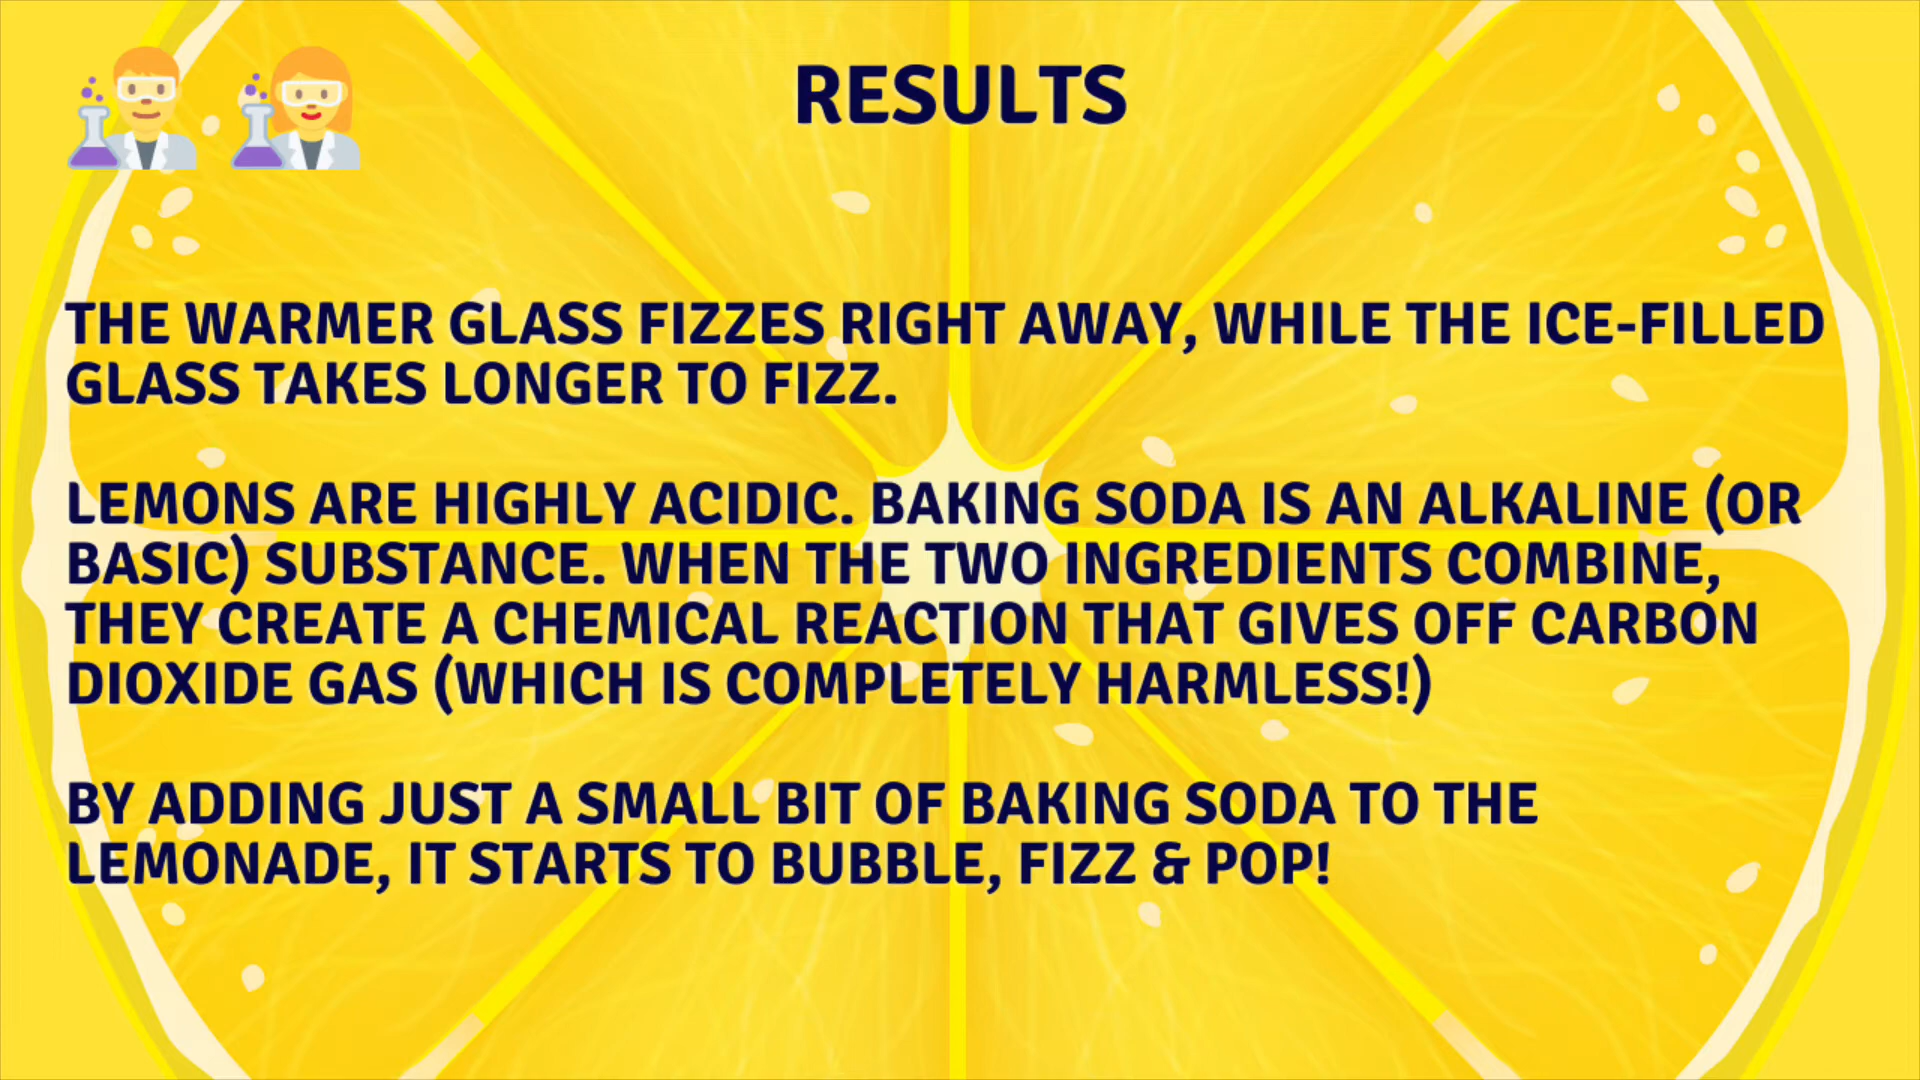 RESULTS
THE WARMER GLASS FIZZES RIGHT AWAY, WHILE THE ICE-FILLED
GLASS TAKES LONGER TO FIZZ.
LEMONS ARE HIGHLY ACIDIC. BAKING SODA IS AN ALKALINE (OR
BASIC) SUBSTANCE. WHEN THE TWO INGREDIENTS COMBINE,
THEY CREATE A CHEMICAL REACTION THAT GIVES OFF CARBON
DIOXIDE GAS (WHICH IS COMPLETELY HARMLESS!)
BY ADDING JUST A SMALL BIT OF BAKING SODA TO THE
LEMONADE, IT STARTS TO BUBBLE, FIZZ & POP!